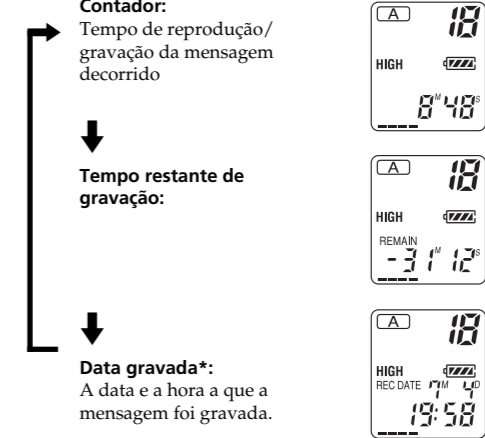 Contador:
Tempo de reprodução/
gravação da mensagem
decorrido
A 18
HIGH
8M48S
Tempo restante de
gravação:
A 18
HIGH
REMAIN
-31M12S
Data gravada*:
A data e a hora a que a
mensagem foi gravada.
A 18
HIGH
REC DATE 7M 4D
19:58